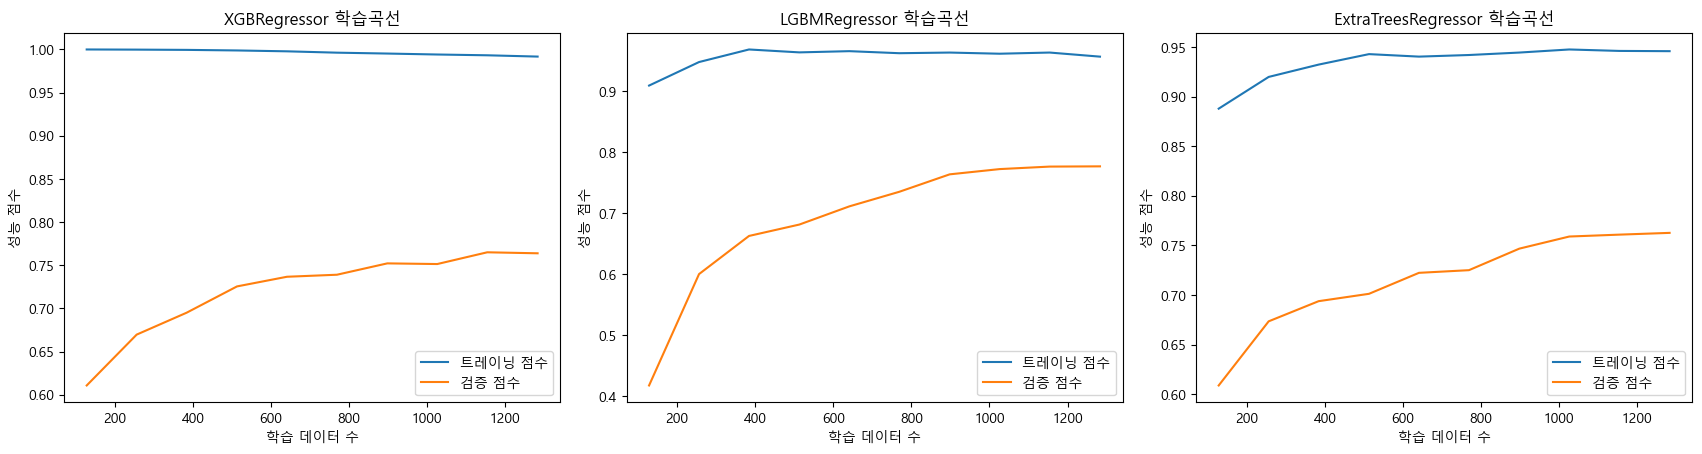 XGBRegressor 학습곡선
1.00
0.95
0.90
0.85
0.80
0.75
0.70
0.65
0.60
성능 점수
200 400 600 800 1000 1200
학습 데이터 수
트레이닝 점수
검증 점수
LGBMRegressor 학습곡선
0.9
0.8
0.7
0.6
0.5
0.4
성능 점수
200 400 600 800 1000 1200
학습 데이터 수
트레이닝 점수
검증 점수
ExtraTreesRegressor 학습곡선
0.95
0.90
0.85
0.80
0.75
0.70
0.65
0.60
성능 점수
200 400 600 800 1000 1200
학습 데이터 수
트레이닝 점수
검증 점수